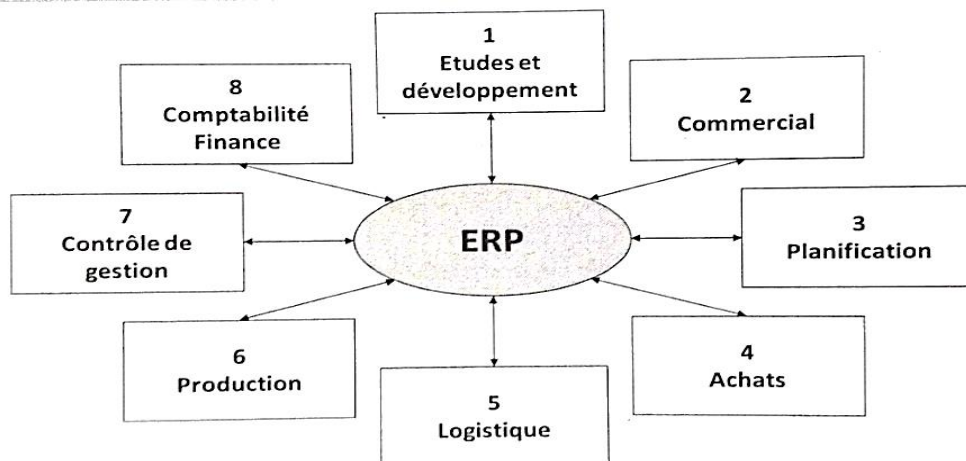 1
Etudes et
développement
2
Commercial
3
Planification
4
Achats
5
Logistique
6
Production
7
Contrôle de
gestion
8
Comptabilité
Finance
ERP